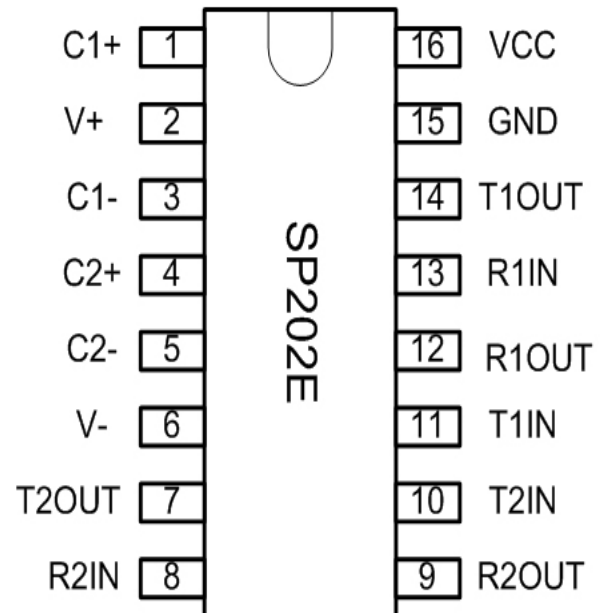 C1+ 1 16 VCC
V+ 2 15 GND
C1- 3 14 T1OUT
C2+ 4 13 R1IN
C2- 5 12 R1OUT
V- 6 11 T1IN
T2OUT 7 10 T2IN
R2IN 8 9 R2OUT
SP202E